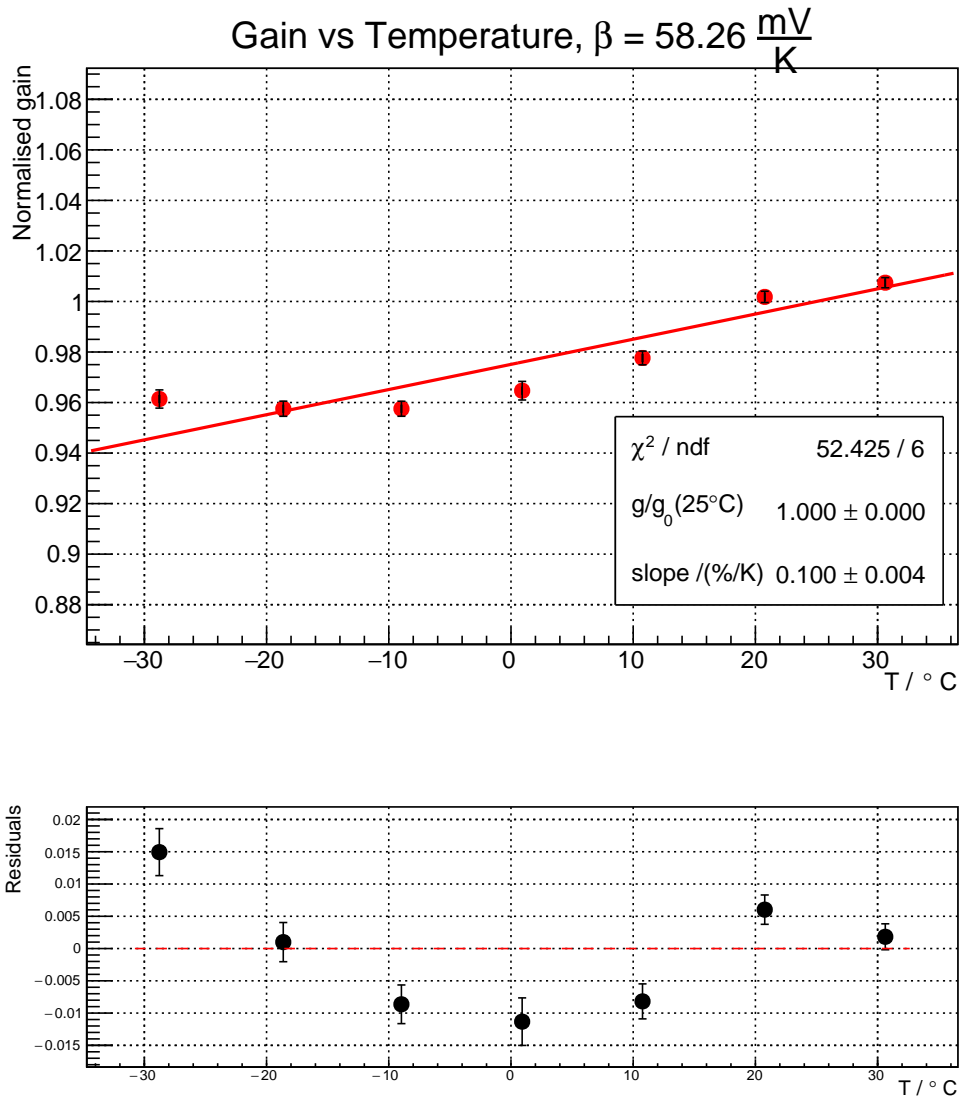 Gain vs Temperature, β = 58.26 mV/K
Normalised gain
1.08
1.06
1.04
1.02
1
0.98
0.96
0.94
0.92
0.9
0.88
χ² / ndf 52.425 / 6
g/g₀(25°C) 1.000 ± 0.000
slope /(%/K) 0.100 ± 0.004
−30 −20 −10 0 10 20 30
T / ° C
Residuals
0.02
0.015
0.01
0.005
0
−0.005
−0.01
−0.015
−30 −20 −10 0 10 20 30
T / ° C